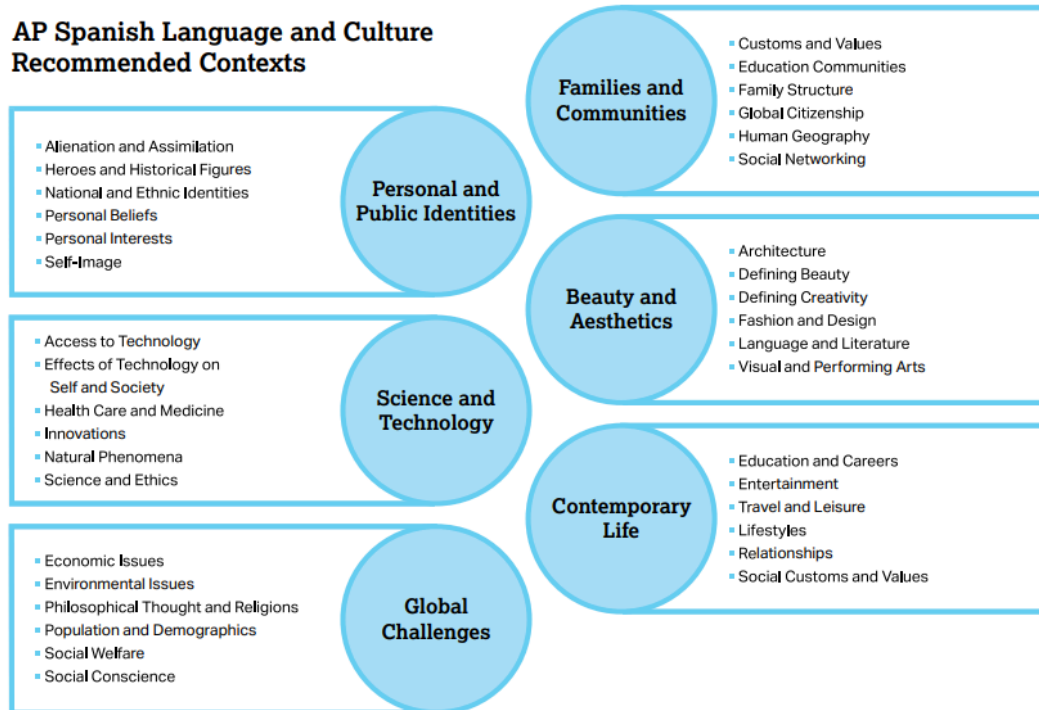 AP Spanish Language and Culture
Recommended Contexts
Families and
Communities
Customs and Values
Education Communities
Family Structure
Global Citizenship
Human Geography
Social Networking
Alienation and Assimilation
Heroes and Historical Figures
National and Ethnic Identities
Personal Beliefs
Personal Interests
Self-Image
Personal and
Public Identities
Beauty and
Aesthetics
Architecture
Defining Beauty
Defining Creativity
Fashion and Design
Language and Literature
Visual and Performing Arts
Access to Technology
Effects of Technology on
Self and Society
Health Care and Medicine
Innovations
Natural Phenomena
Science and Ethics
Science and
Technology
Contemporary
Life
Education and Careers
Entertainment
Travel and Leisure
Lifestyles
Relationships
Social Customs and Values
Economic Issues
Environmental Issues
Philosophical Thought and Religions
Population and Demographics
Social Welfare
Social Conscience
Global
Challenges